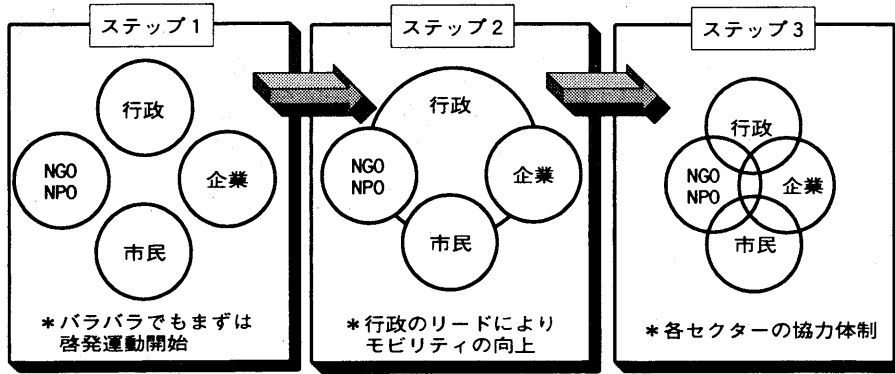 ステップ1
行政
NGO
NPO
企業
市民
*バラバラでもまずは
啓発運動開始
ステップ2
行政
NGO
NPO
企業
市民
*行政のリードにより
モビリティの向上
ステップ3
行政
NGO
NPO
企業
市民
*各セクターの協力体制